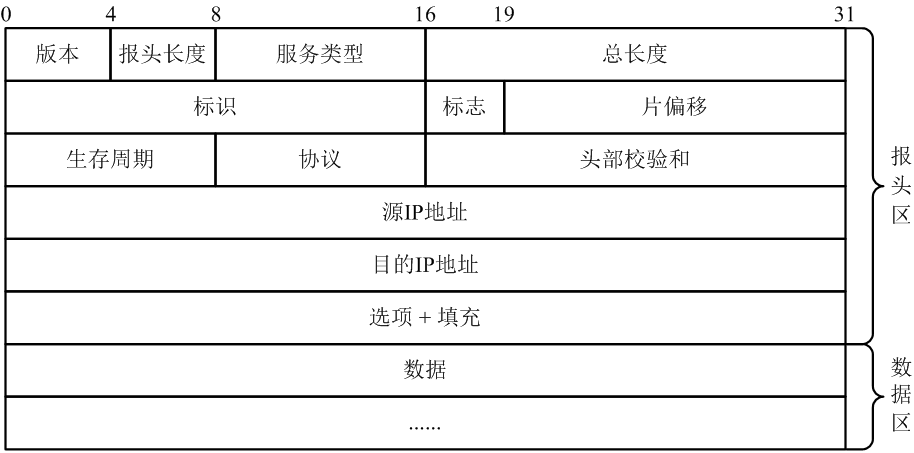 0 4 8 16 19 31
版本 报头长度 服务类型 总长度
标识 标志 片偏移
生存周期 协议 头部校验和
源IP地址
目的IP地址
选项 + 填充
数据
......
报头区
数据区